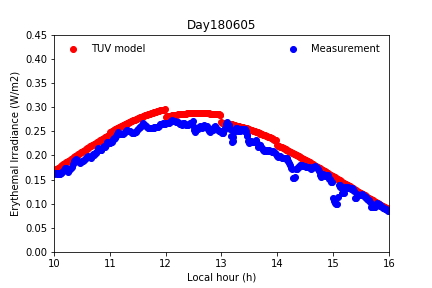 Day180605
TUV model
Measurement
Erythemal Irradiance (W/m2)
0.45
0.40
0.35
0.30
0.25
0.20
0.15
0.10
0.05
0.00
10 11 12 13 14 15 16
Local hour (h)